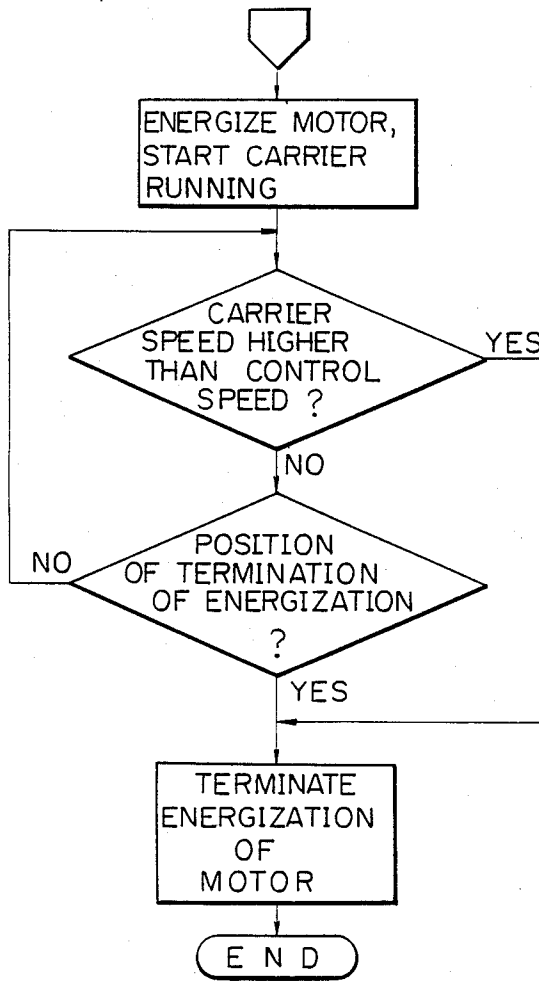 ENERGIZE MOTOR,
START CARRIER
RUNNING
CARRIER
SPEED HIGHER
THAN CONTROL
SPEED ?
YES
NO
POSITION
OF TERMINATION
OF ENERGIZATION
?
NO
YES
TERMINATE
ENERGIZATION
OF
MOTOR
END